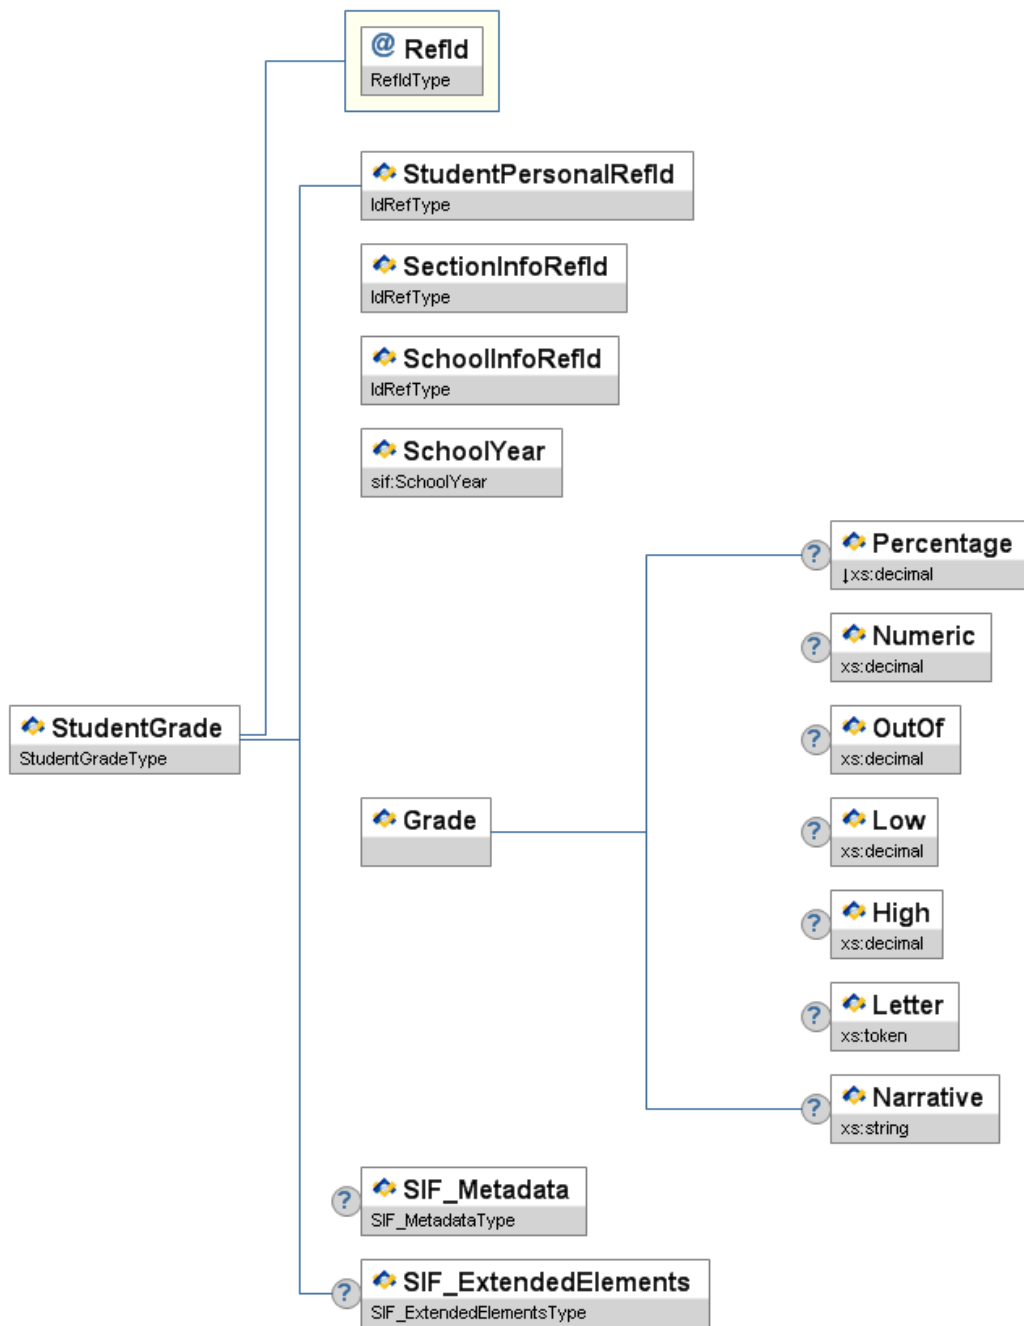 @ RefId
RefIdType
StudentPersonalRefId
IdRefType
SectionInfoRefId
IdRefType
SchoolInfoRefId
IdRefType
SchoolYear
sif:SchoolYear
? Percentage
↓xs:decimal
? Numeric
xs:decimal
StudentGrade
StudentGradeType
? OutOf
xs:decimal
Grade
? Low
xs:decimal
? High
xs:decimal
? Letter
xs:token
? Narrative
xs:string
? SIF_Metadata
SIF_MetadataType
? SIF_ExtendedElements
SIF_ExtendedElementsType